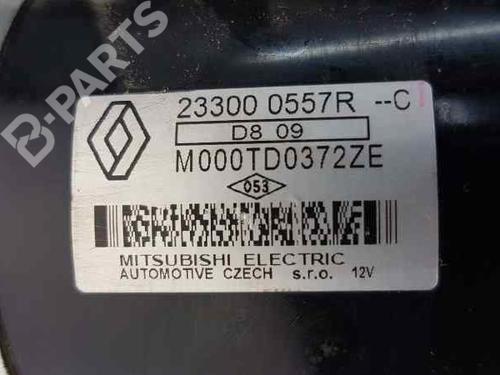 B-PARTS
23300 0557R --C
D8 09
M000TD0372ZE
053
MITSUBISHI ELECTRIC
AUTOMOTIVE CZECH s.r.o. 12V